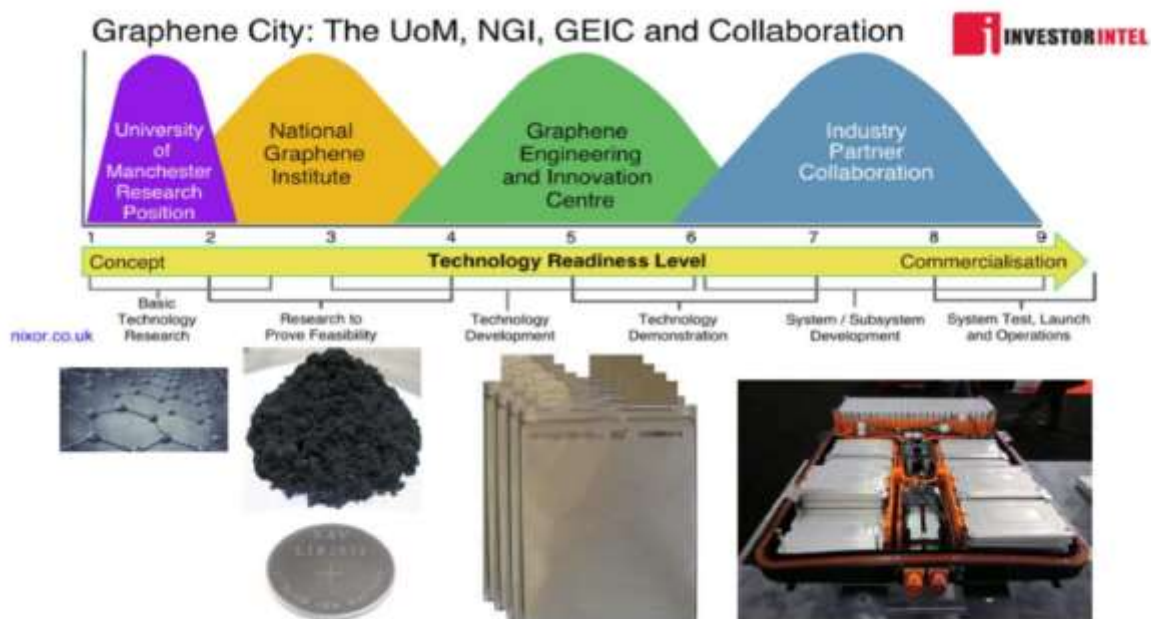 Graphene City: The UoM, NGI, GEIC and Collaboration
INVESTORINTEL
University
of
Manchester
Research
Position
National
Graphene
Institute
Graphene
Engineering
and Innovation
Centre
Industry
Partner
Collaboration
1 2 3 4 5 6 7 8 9
Concept Technology Readiness Level Commercialisation
Basic
Technology
Research
Research to
Prove Feasibility
Technology
Development
Technology
Demonstration
System / Subsystem
Development
System Test, Launch
and Operations
nixor.co.uk